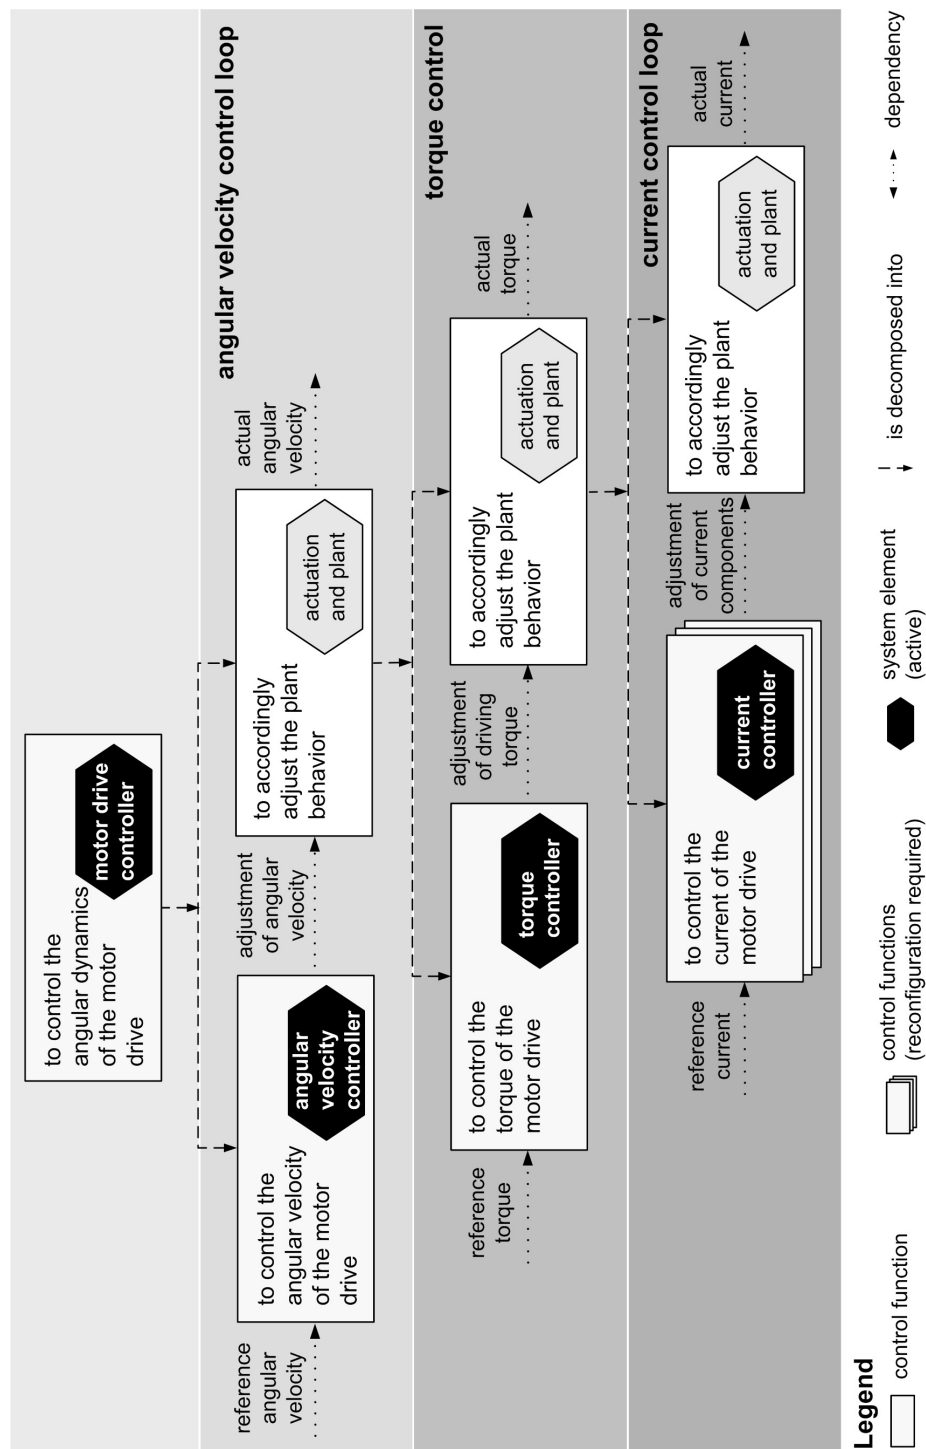 to control the
angular dynamics
of the motor
drive
motor drive
controller
angular velocity control loop
reference
angular
velocity
to control the
angular velocity
of the motor
drive
angular
velocity
controller
adjustment
of angular
velocity
to accordingly
adjust the plant
behavior
actuation
and plant
actual
angular
velocity
torque control
reference
torque
to control the
torque of the
motor drive
torque
controller
adjustment
of driving
torque
to accordingly
adjust the plant
behavior
actuation
and plant
actual
torque
current control loop
reference
current
to control the
current of the
motor drive
current
controller
adjustment
of current
components
to accordingly
adjust the plant
behavior
actuation
and plant
actual
current
Legend
control function
control functions
(reconfiguration required)
system element
(active)
is decomposed into
dependency